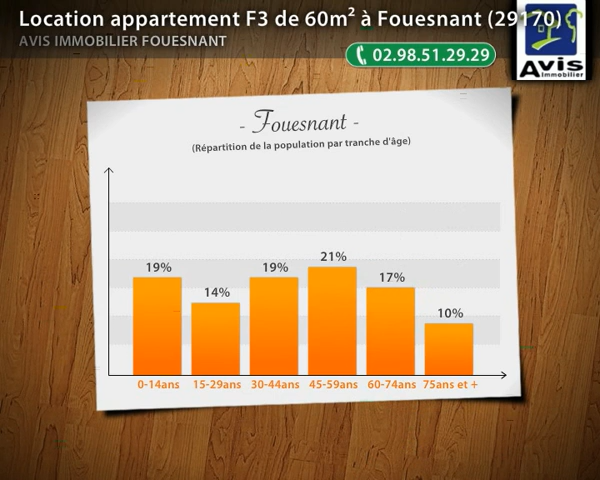 Location appartement F3 de 60m² à Fouesnant (29170)
AVIS IMMOBILIER FOUESNANT
02.98.51.29.29
Avis
Immobilier
- Fouesnant -
(Répartition de la population par tranche d'âge)
19%
14%
19%
21%
17%
10%
0-14ans
15-29ans
30-44ans
45-59ans
60-74ans
75ans et +